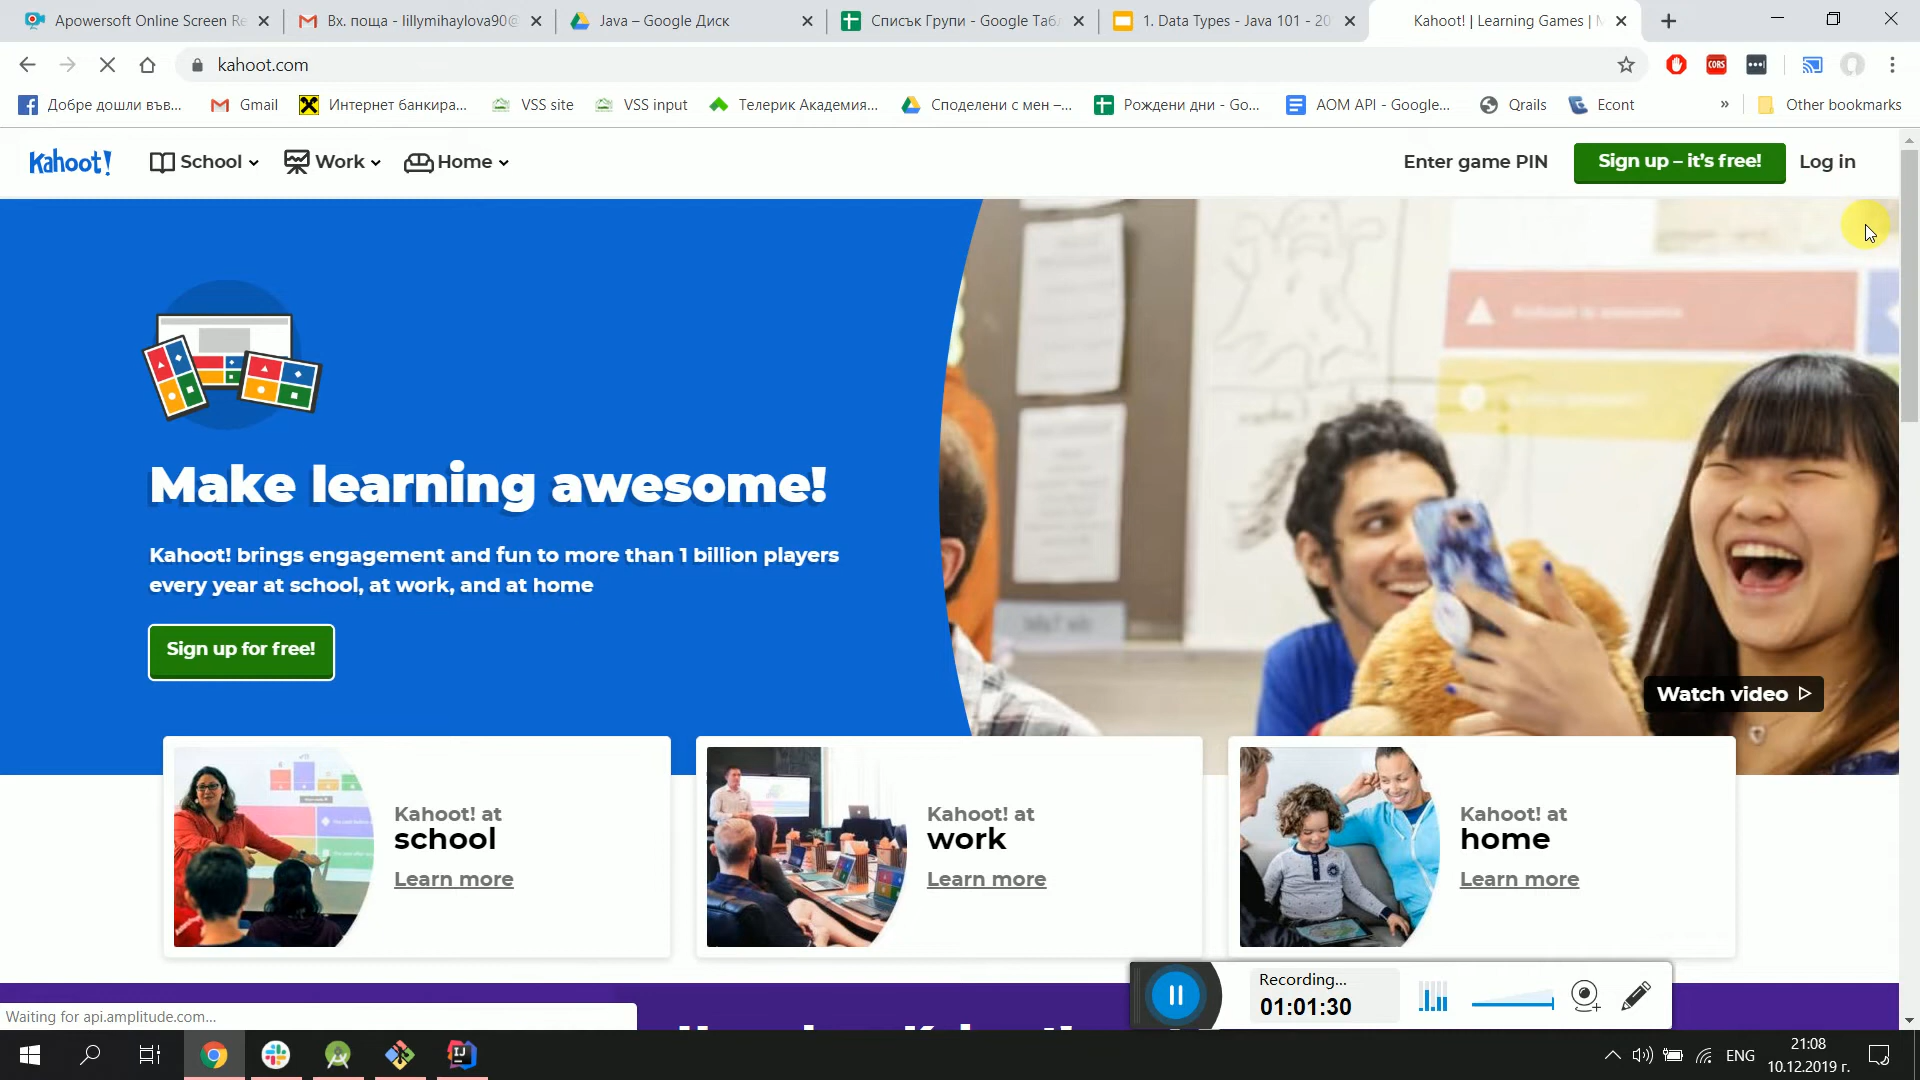 Apowersoft Online Screen Re
Вх. поща - lillymihaylova90@
Java – Google Диск
Списък Групи - Google Таб
1. Data Types - Java 101 - 20
Kahoot! | Learning Games | M
kahoot.com
CORS
Добре дошли във...
Gmail
Интернет банкира...
VSS site
VSS input
Телерик Академия...
Споделени с мен –...
Рождени дни - Go...
AOM API - Google...
Qrails
Econt
»
Other bookmarks
Kahoot!
School
Work
Home
Enter game PIN
Sign up – it's free!
Log in
Make learning awesome!
Kahoot! brings engagement and fun to more than 1 billion players
every year at school, at work, and at home
Sign up for free!
Watch video
Kahoot! at
school
Learn more
Kahoot! at
work
Learn more
Kahoot! at
home
Learn more
Recording...
01:01:30
Waiting for api.amplitude.com...
ENG
21:08
10.12.2019 г.